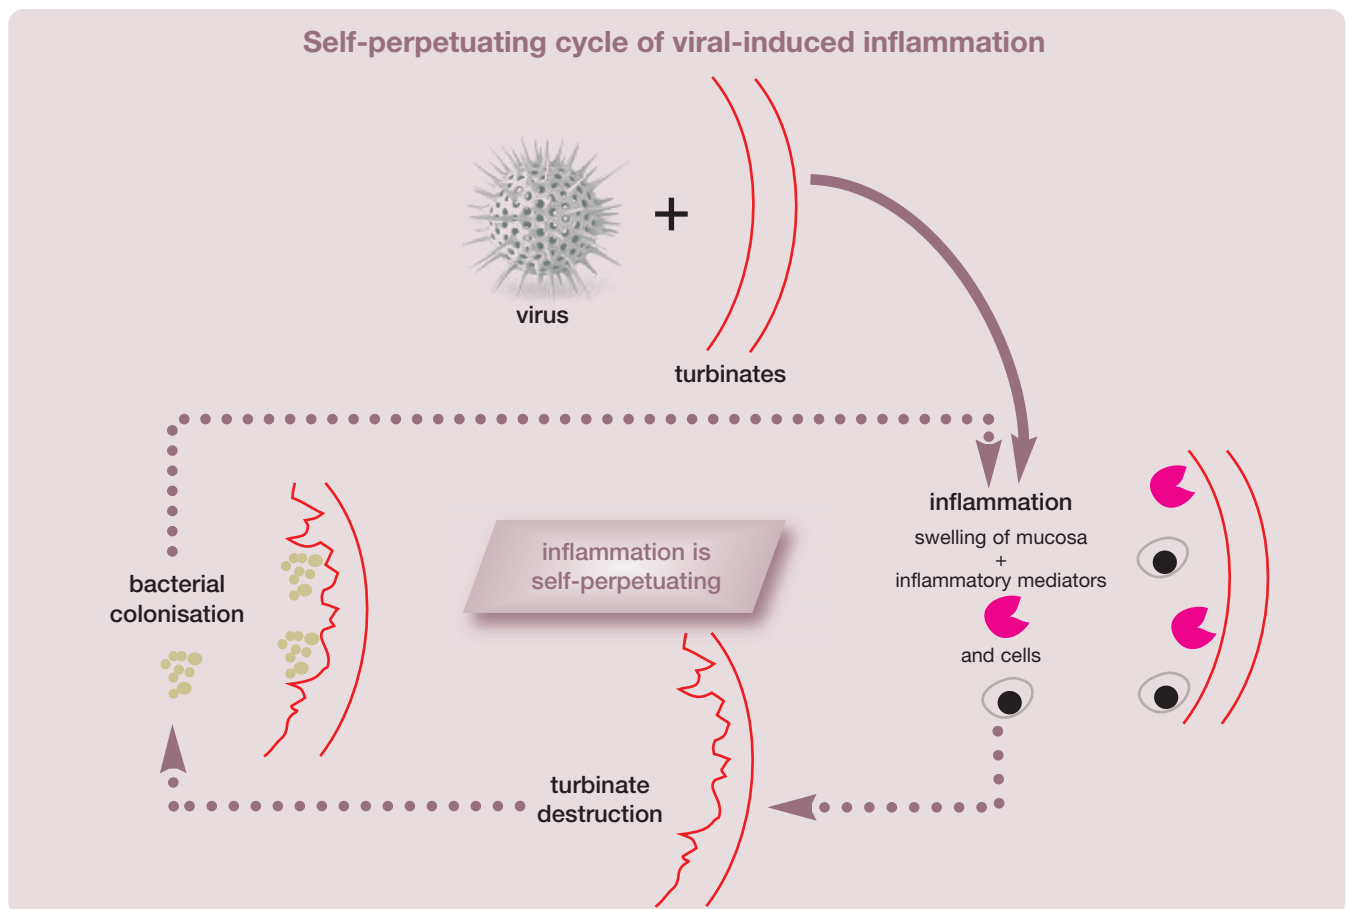 Self-perpetuating cycle of viral-induced inflammation
virus
+
turbinates
inflammation
swelling of mucosa
+
inflammatory mediators
and cells
inflammation is
self-perpetuating
bacterial
colonisation
turbinate
destruction